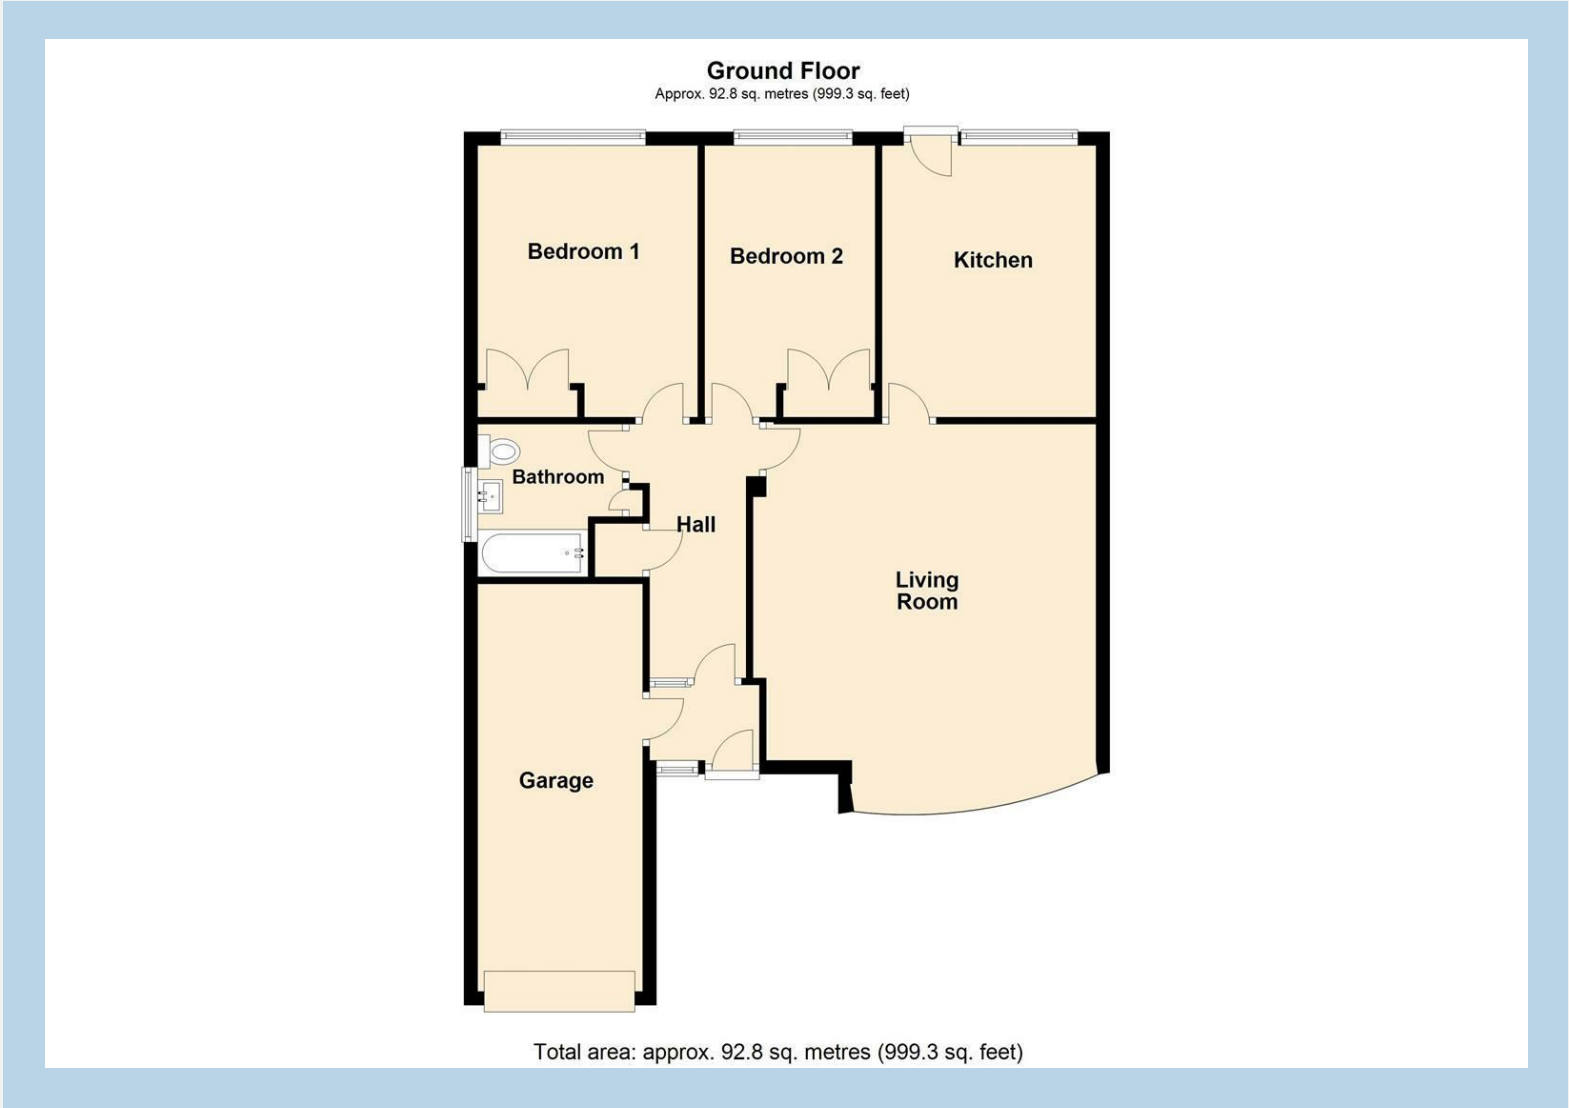 Ground Floor
Approx. 92.8 sq. metres (999.3 sq. feet)
Bedroom 1
Bedroom 2
Kitchen
Bathroom
Hall
Living
Room
Garage
Total area: approx. 92.8 sq. metres (999.3 sq. feet)